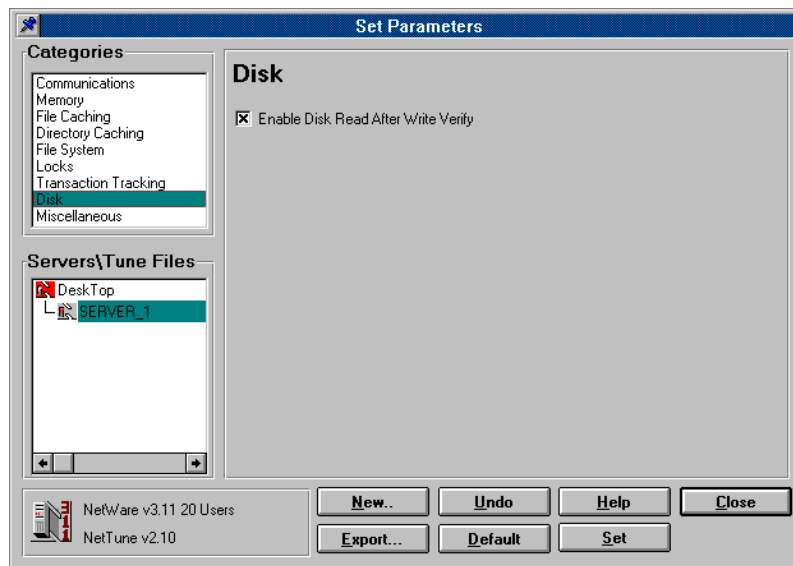 Set Parameters
Categories
Communications
Memory
File Caching
Directory Caching
File System
Locks
Transaction Tracking
Disk
Miscellaneous
Disk
Enable Disk Read After Write Verify
Servers\Tune Files
DeskTop
SERVER_1
311
NetWare v3.11 20 Users
NetTune v2.10
New..
Undo
Help
Close
Export...
Default
Set